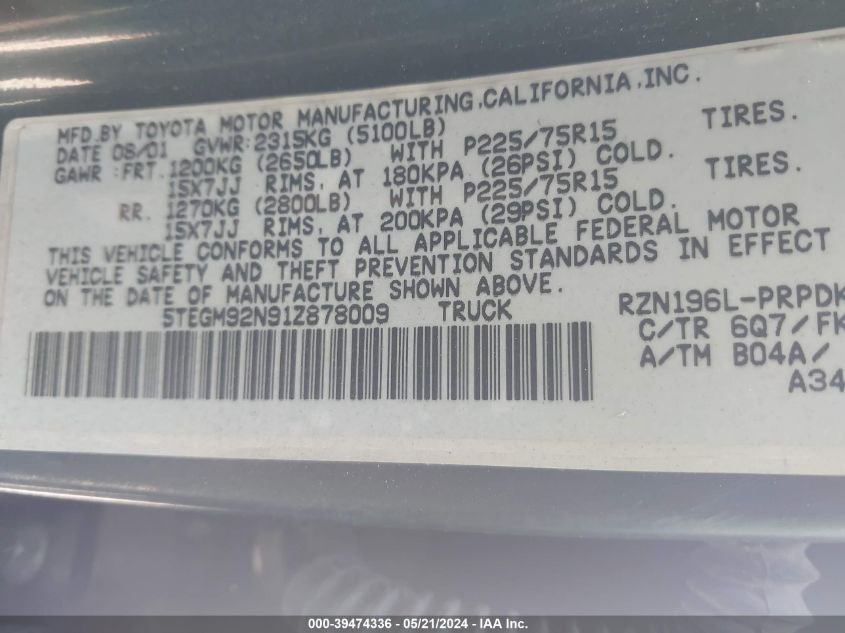 MFD.BY TOYOTA MOTOR MANUFACTURING,CALIFORNIA,INC.
DATE 08/01 GVWR:2315KG (5100LB)
GAWR :FRT. 1200KG (2650LB) WITH P225/75R15 TIRES.
15X7JJ RIMS, AT 180KPA (26PSI) COLD.
RR. 1270KG (2800LB) WITH P225/75R15 TIRES.
15X7JJ RIMS, AT 200KPA (29PSI) COLD.
THIS VEHICLE CONFORMS TO ALL APPLICABLE FEDERAL MOTOR
VEHICLE SAFETY AND THEFT PREVENTION STANDARDS IN EFFECT
ON THE DATE OF MANUFACTURE SHOWN ABOVE.
5TEGM92N91Z878009 TRUCK RZN196L-PRPDK
C/TR 6Q7/FK
A/TM B04A/
A34
000-39474336 — 05/21/2024 — IAA Inc.